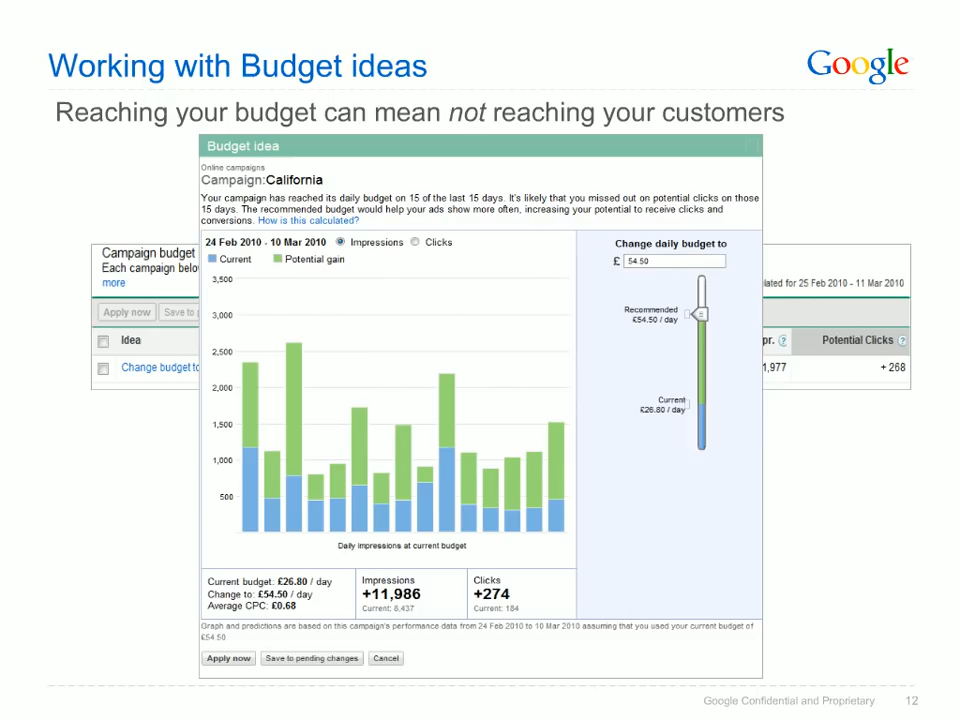 Working with Budget ideas
Google
Reaching your budget can mean not reaching your customers
Budget idea
Online campaigns
Campaign:California
Your campaign has reached its daily budget on 15 of the last 15 days. It's likely that you missed out on potential clicks on those
15 days. The recommended budget would help your ads show more often, increasing your potential to receive clicks and
conversions. How is this calculated?
24 Feb 2010 - 10 Mar 2010 Impressions Clicks
Current Potential gain
3,500
3,000
2,500
2,000
1,500
1,000
500
Daily impressions at current budget
Change daily budget to
£ 54.50
Recommended
£54.50 / day
Current
£26.80 / day
Current budget: £26.80 / day
Change to: £54.50 / day
Average CPC: £0.68
Impressions
+11,986
Current: 8,437
Clicks
+274
Current: 184
Graph and predictions are based on this campaign's performance data from 24 Feb 2010 to 10 Mar 2010 assuming that you used your current budget of
£54.50
Apply now Save to pending changes Cancel
Campaign budget
Each campaign belo
more
Apply now Save to p
Idea
Change budget to
lated for 25 Feb 2010 - 11 Mar 2010
pr. ? Potential Clicks ?
1,977 + 268
Google Confidential and Proprietary 12